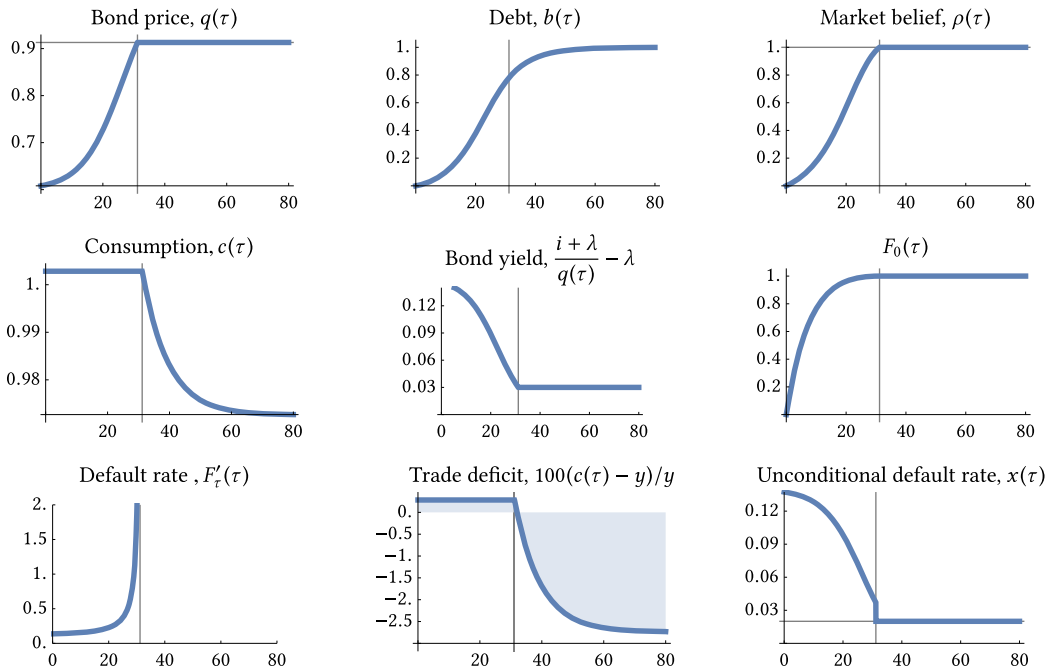 Bond price, q(τ)
0.9
0.8
0.7
20 40 60 80
Debt, b(τ)
1.
0.8
0.6
0.4
0.2
20 40 60 80
Market belief, ρ(τ)
1.
0.8
0.6
0.4
0.2
0 20 40 60 80
Consumption, c(τ)
1.
0.99
0.98
20 40 60 80
Bond yield, (i + λ)/q(τ) − λ
0.12
0.09
0.06
0.03
0 20 40 60 80
F₀(τ)
1.
0.8
0.6
0.4
0.2
0 20 40 60 80
Default rate , F′τ(τ)
2.
1.5
1.
0.5
0.
0 20 40 60 80
Trade deficit, 100(c(τ) − y)/y
0.
−0.5
−1.
−1.5
−2.
−2.5
0 20 40 60 80
Unconditional default rate, x(τ)
0.12
0.09
0.06
0.03
0 20 40 60 80